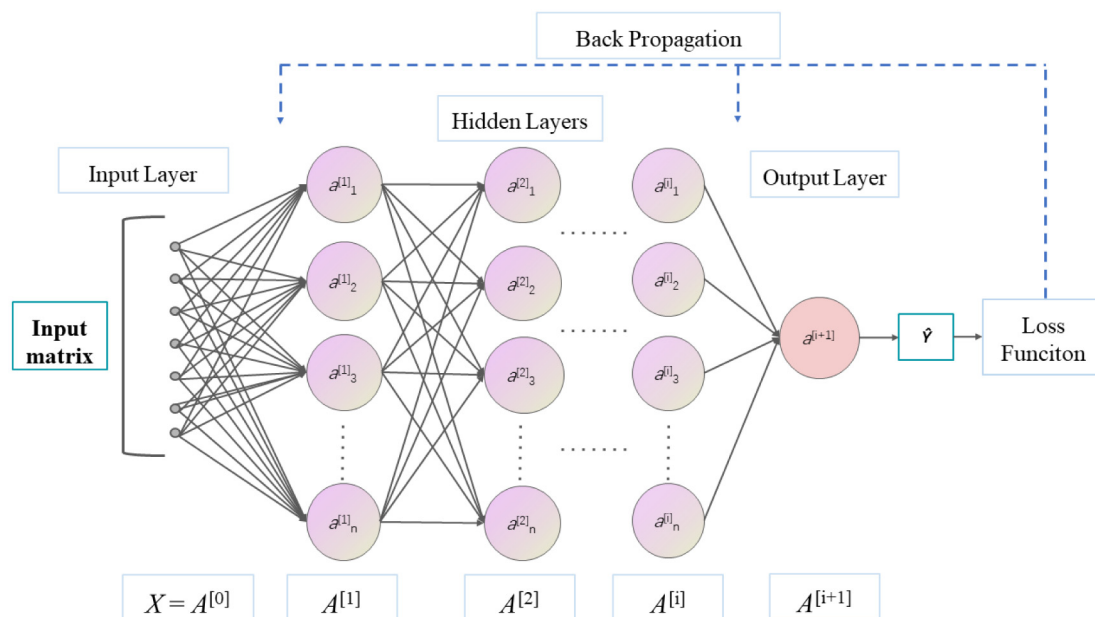 Back Propagation
Hidden Layers
Input Layer
Output Layer
a[1]1
a[2]1
a[i]1
a[1]2
a[2]2
a[i]2
Input
matrix
a[1]3
a[2]3
a[i]3
a[i+1]
Ŷ
Loss
Funciton
a[1]n
a[2]n
a[i]n
X = A[0]
A[1]
A[2]
A[i]
A[i+1]